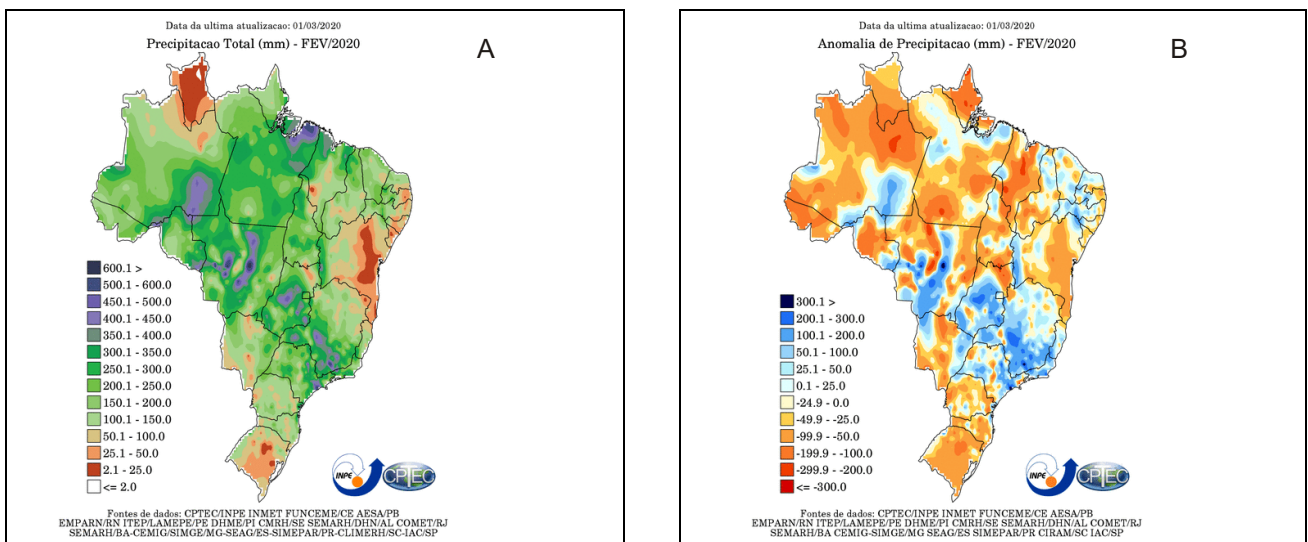 Data da ultima atualizacao: 01/03/2020
Precipitacao Total (mm) - FEV/2020
A
600.1 >
500.1 - 600.0
450.1 - 500.0
400.1 - 450.0
350.1 - 400.0
300.1 - 350.0
250.1 - 300.0
200.1 - 250.0
150.1 - 200.0
100.1 - 150.0
50.1 - 100.0
25.1 - 50.0
2.1 - 25.0
<= 2.0
INPE
CPTEC
Fontes de dados: CPTEC/INPE INMET FUNCEME/CE AESA/PB
EMPARN/RN ITEP/LAMEPE/PE DHME/PI CMRH/SE SEMARH/DHN/AL COMET/RJ
SEMARH/BA-CEMIG/SIMGE/MG-SEAG/ES-SIMEPAR/PR-CLIMERH/SC-IAC/SP
Data da ultima atualizacao: 01/03/2020
Anomalia de Precipitacao (mm) - FEV/2020
B
300.1 >
200.1 - 300.0
100.1 - 200.0
50.1 - 100.0
25.1 - 50.0
0.1 - 25.0
-24.9 - 0.0
-49.9 - -25.0
-99.9 - -50.0
-199.9 - -100.0
-299.9 - -200.0
<= -300.0
INPE
CPTEC
Fontes de dados: CPTEC/INPE INMET FUNCEME/CE AESA/PB
EMPARN/RN ITEP/LAMEPE/PE DHME/PI CMRH/SE SEMARH/DHN/AL COMET/RJ
SEMARH/BA CEMIG-SIMGE/MG SEAG/ES SIMEPAR/PR CIRAM/SC IAC/SP